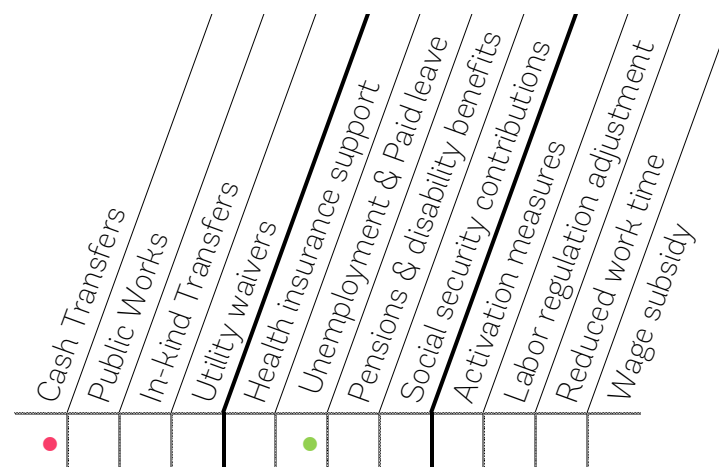 Cash Transfers
Public Works
In-kind Transfers
Utility waivers
Health insurance support
Unemployment & Paid leave
Pensions & disability benefits
Social security contributions
Activation measures
Labor regulation adjustment
Reduced work time
Wage subsidy